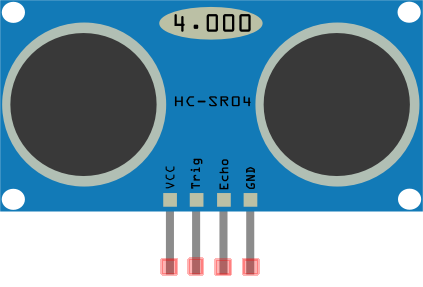 4.000
HC-SR04
VCC
Trig
Echo
GND